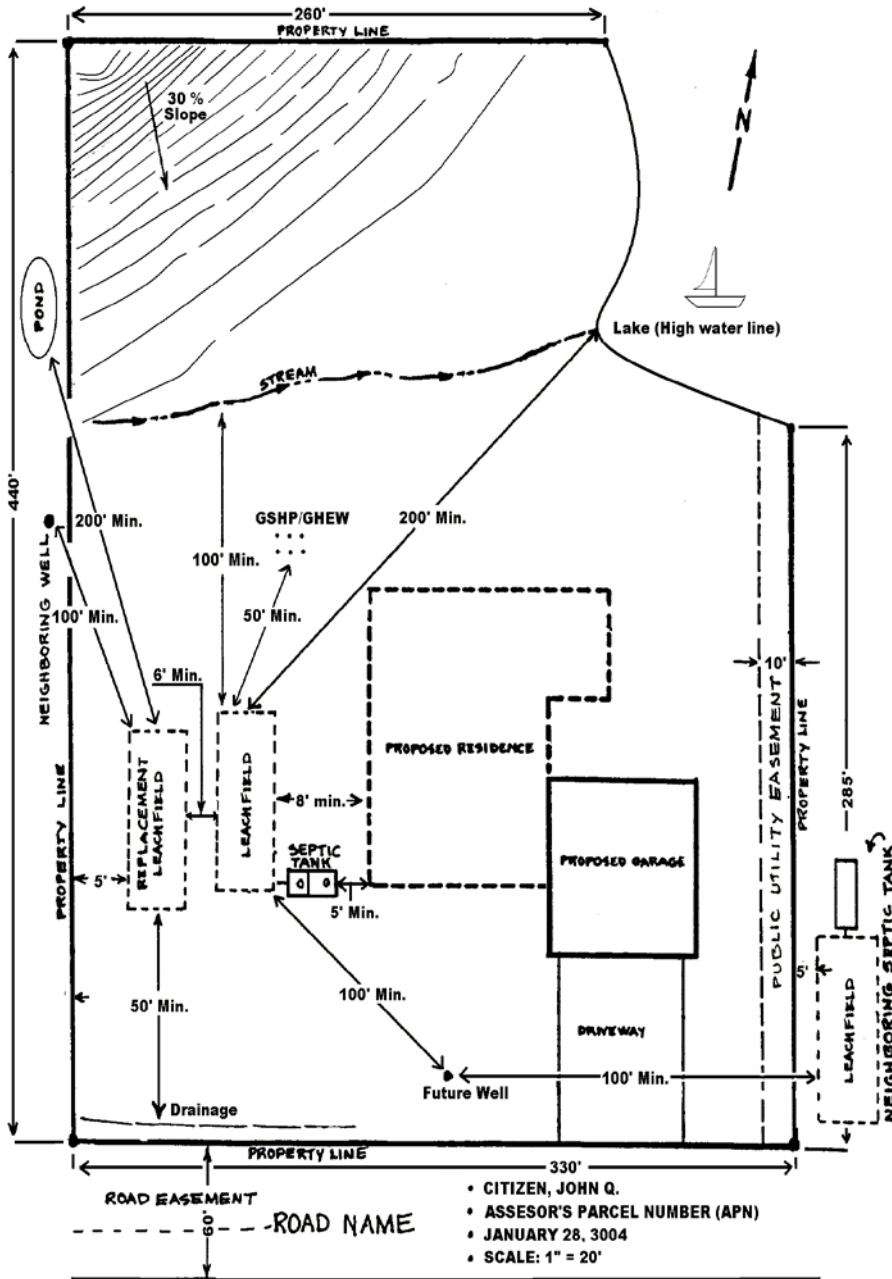 260'
PROPERTY LINE
30 %
Slope
N
POND
Lake (High water line)
STREAM
440'
GSHP/GHEW
200' Min.
200' Min.
100' Min.
NEIGHBORING WELL
50' Min.
100' Min.
6' Min.
10'
PUBLIC UTILITY EASEMENT
PROPERTY LINE
285'
PROPOSED RESIDENCE
REPLACEMENT
LEACHFIELD
LEACHFIELD
8' min.
PROPERTY LINE
SEPTIC
TANK
PROPOSED GARAGE
5'
5' Min.
NEIGHBORING SEPTIC TANK
5'
LEACHFIELD
50' Min.
100' Min.
DRIVEWAY
100' Min.
Future Well
Drainage
PROPERTY LINE
330'
ROAD EASEMENT
60'
ROAD NAME
• CITIZEN, JOHN Q.
• ASSESOR'S PARCEL NUMBER (APN)
• JANUARY 28, 3004
• SCALE: 1" = 20'